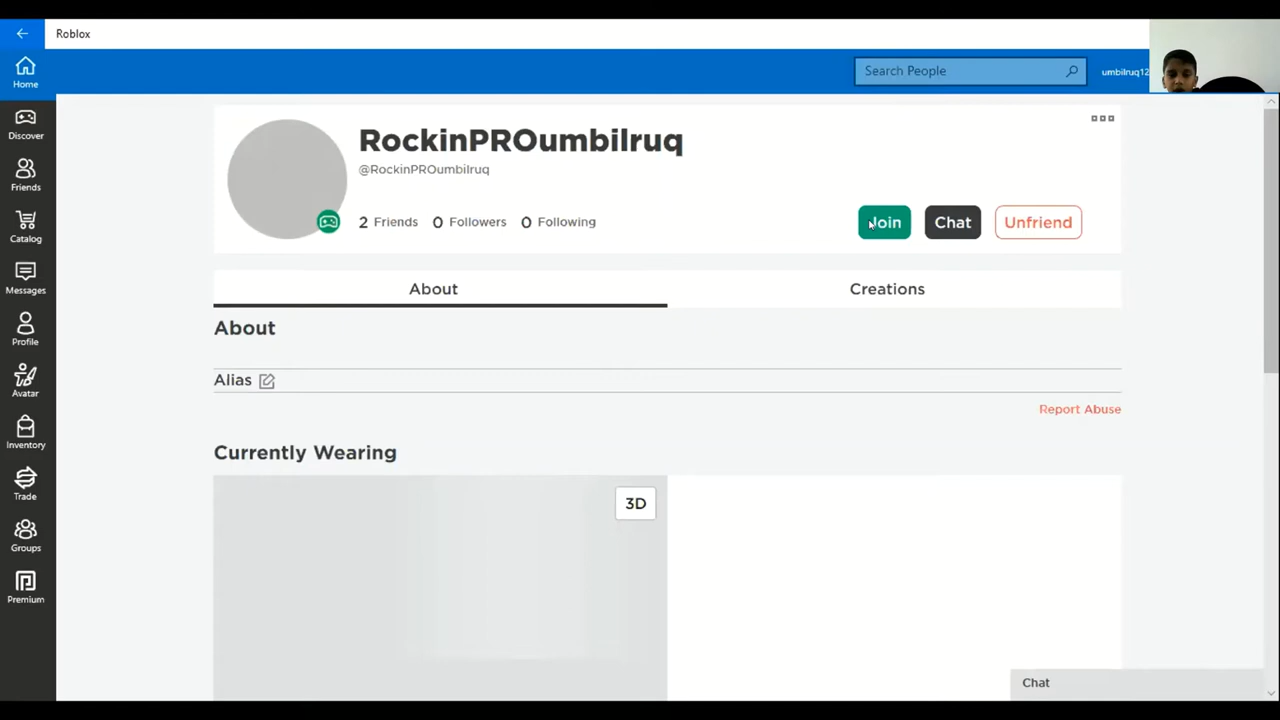 Roblox
Home
Search People
umbilruq12
Discover
Friends
Catalog
Messages
Profile
Avatar
Inventory
Trade
Groups
Premium
RockinPROumbilruq
@RockinPROumbilruq
2 Friends 0 Followers 0 Following
Join Chat Unfriend
About Creations
About
Alias
Report Abuse
Currently Wearing
3D
Chat